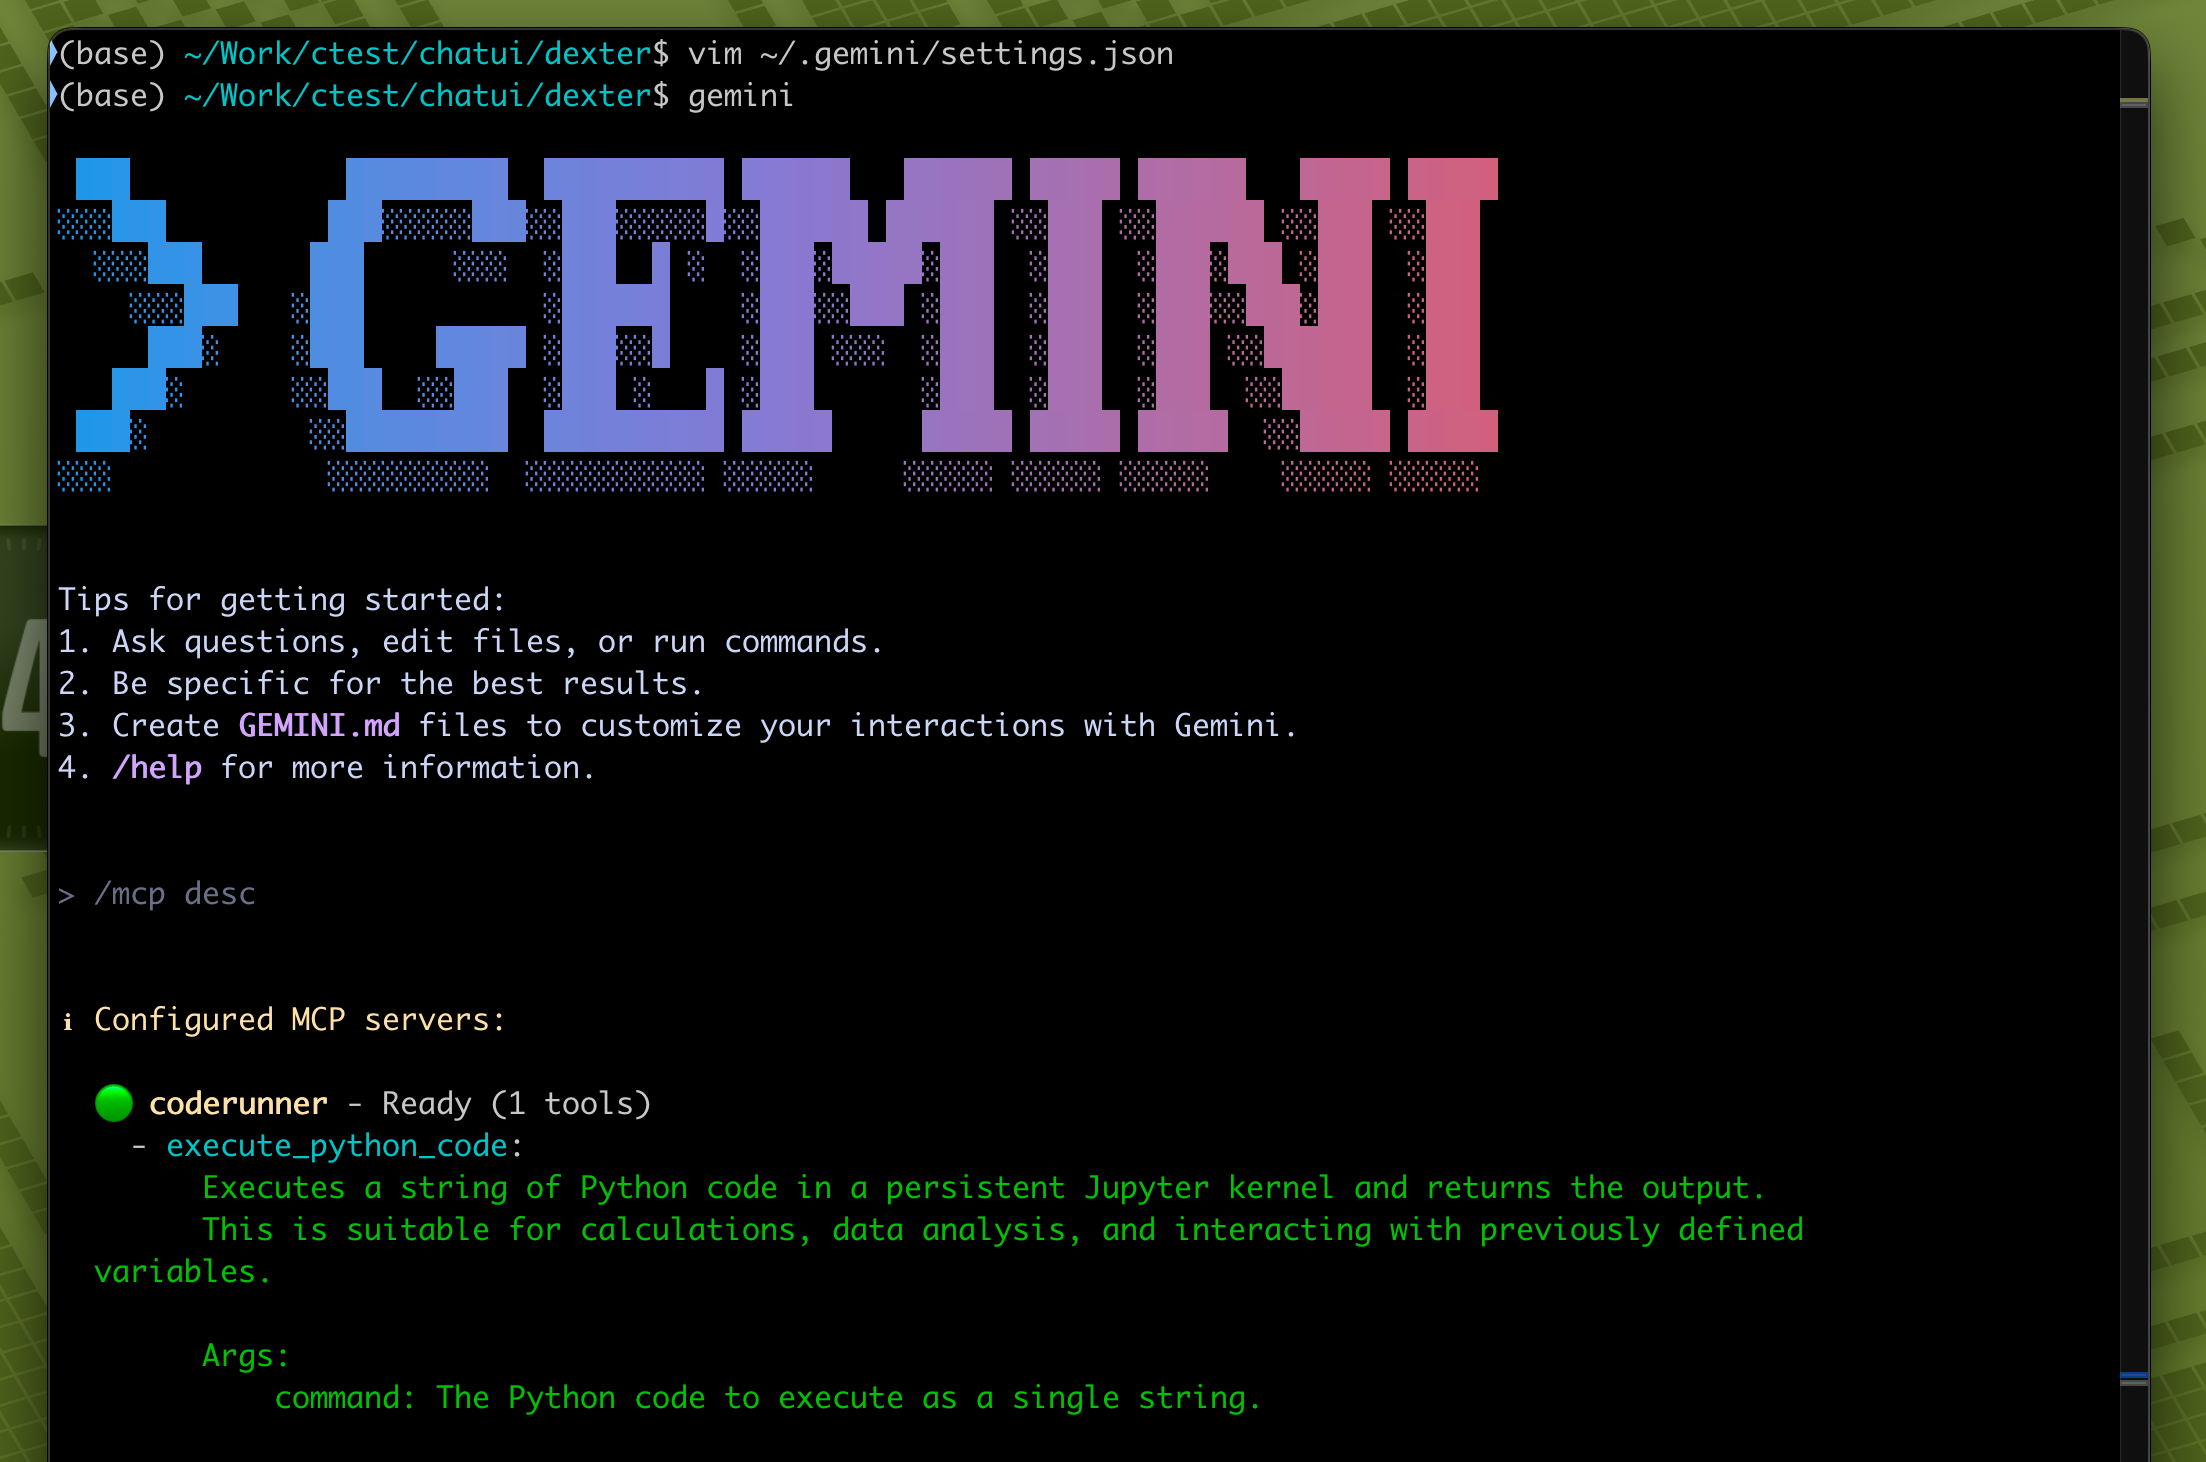 (base) ~/Work/ctest/chatui/dexter$ vim ~/.gemini/settings.json
(base) ~/Work/ctest/chatui/dexter$ gemini
> GEMINI
Tips for getting started:
1. Ask questions, edit files, or run commands.
2. Be specific for the best results.
3. Create GEMINI.md files to customize your interactions with Gemini.
4. /help for more information.
> /mcp desc
ℹ Configured MCP servers:
🟢 coderunner - Ready (1 tools)
- execute_python_code:
Executes a string of Python code in a persistent Jupyter kernel and returns the output.
This is suitable for calculations, data analysis, and interacting with previously defined
variables.
Args:
command: The Python code to execute as a single string.
4